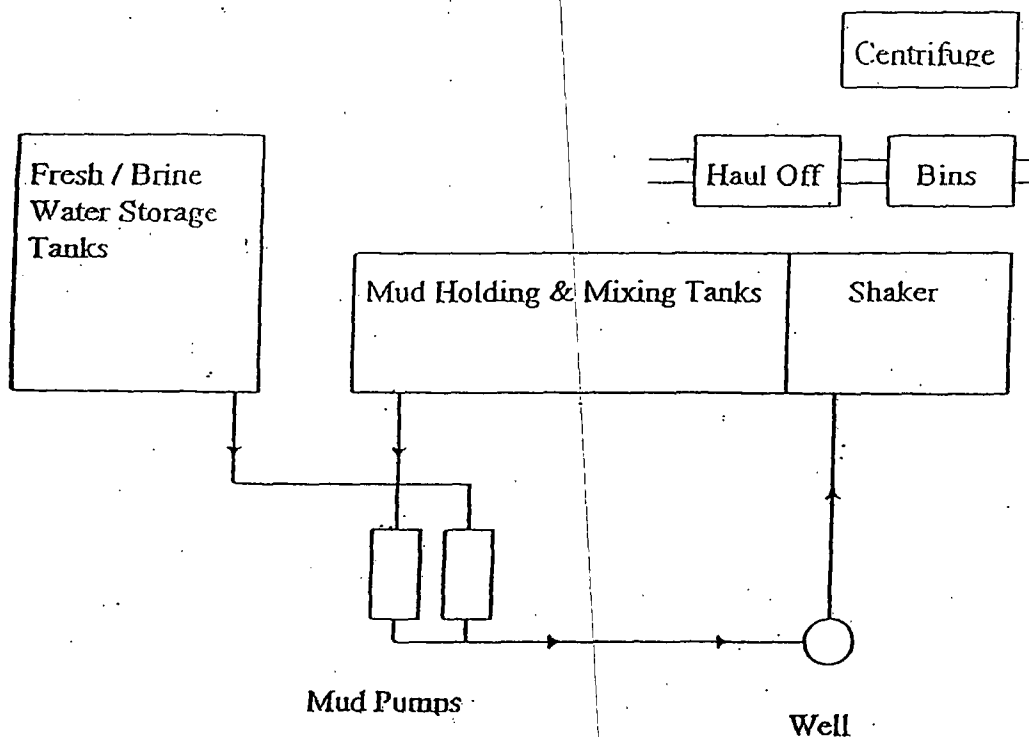 Centrifuge
Fresh / Brine
Water Storage
Tanks
Haul Off
Bins
Mud Holding & Mixing Tanks
Shaker
Mud Pumps
Well